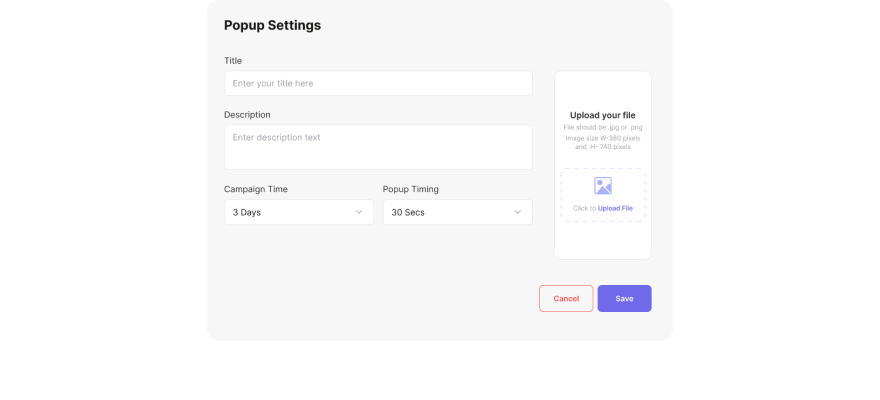 Popup Settings
Title
Enter your title here
Description
Enter description text
Campaign Time
Popup Timing
3 Days
30 Secs
Upload your file
File should be .jpg or .png
Image size W-380 pixels
and H- 740 pixels
Click to Upload File
Cancel
Save